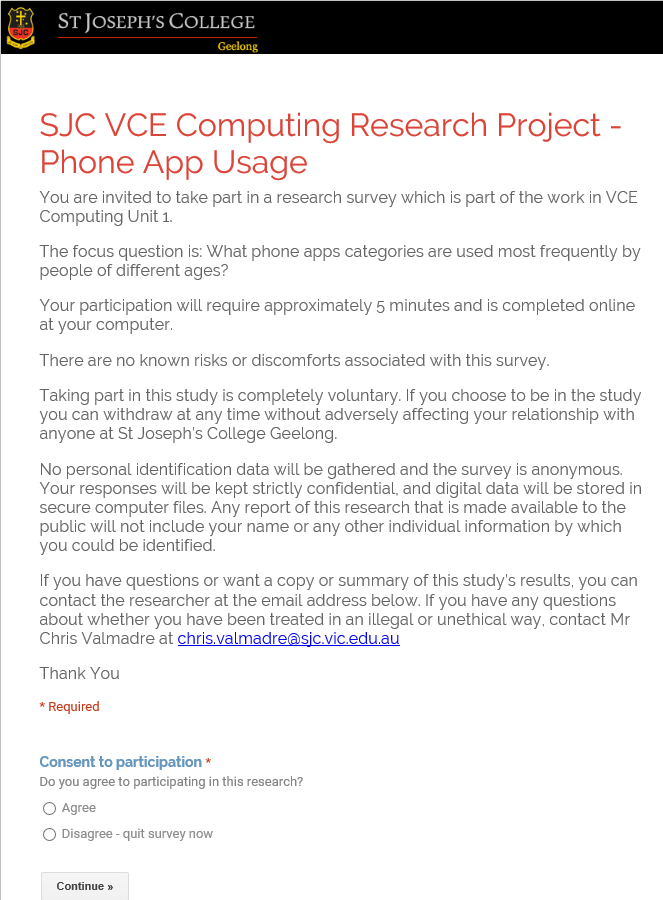 SJC
ST JOSEPH'S COLLEGE
Geelong
SJC VCE Computing Research Project -
Phone App Usage
You are invited to take part in a research survey which is part of the work in VCE
Computing Unit 1.
The focus question is: What phone apps categories are used most frequently by
people of different ages?
Your participation will require approximately 5 minutes and is completed online
at your computer.
There are no known risks or discomforts associated with this survey.
Taking part in this study is completely voluntary. If you choose to be in the study
you can withdraw at any time without adversely affecting your relationship with
anyone at St Joseph's College Geelong.
No personal identification data will be gathered and the survey is anonymous.
Your responses will be kept strictly confidential, and digital data will be stored in
secure computer files. Any report of this research that is made available to the
public will not include your name or any other individual information by which
you could be identified.
If you have questions or want a copy or summary of this study's results, you can
contact the researcher at the email address below. If you have any questions
about whether you have been treated in an illegal or unethical way, contact Mr
Chris Valmadre at chris.valmadre@sjc.vic.edu.au
Thank You
* Required
Consent to participation *
Do you agree to participating in this research?
Agree
Disagree - quit survey now
Continue »